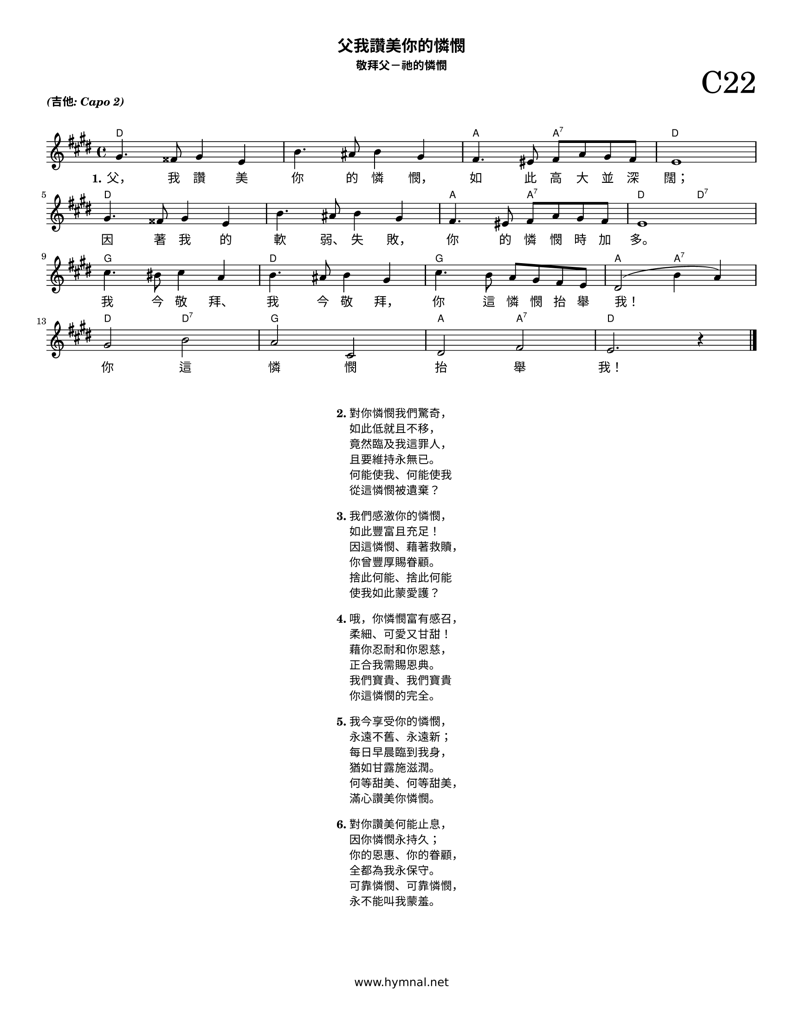 父我讚美你的憐憫
敬拜父－祂的憐憫
C22
(吉他: Capo 2)
D A A7 D
1. 父， 我 讚 美 你 的 憐 憫， 如 此 高 大 並 深 闊；
5 D A A7 D D7
因 著 我 的 軟 弱、 失 敗， 你 的 憐 憫 時 加 多。
9 G D G A A7
我 今 敬 拜、 我 今 敬 拜， 你 這 憐 憫 抬 舉 我！
13 D D7 G A A7 D
你 這 憐 憫 抬 舉 我！
2. 對你憐憫我們驚奇，
如此低就且不移，
竟然臨及我這罪人，
且要維持永無已。
何能使我、何能使我
從這憐憫被遺棄？
3. 我們感激你的憐憫，
如此豐富且充足！
因這憐憫、藉著救贖，
你曾豐厚賜眷顧。
捨此何能、捨此何能
使我如此蒙愛護？
4. 哦，你憐憫富有感召，
柔細、可愛又甘甜！
藉你忍耐和你恩慈，
正合我需賜恩典。
我們寶貴、我們寶貴
你這憐憫的完全。
5. 我今享受你的憐憫，
永遠不舊、永遠新；
每日早晨臨到我身，
猶如甘露施滋潤。
何等甜美、何等甜美，
滿心讚美你憐憫。
6. 對你讚美何能止息，
因你憐憫永持久；
你的恩惠、你的眷顧，
全都為我永保守。
可靠憐憫、可靠憐憫，
永不能叫我蒙羞。
www.hymnal.net